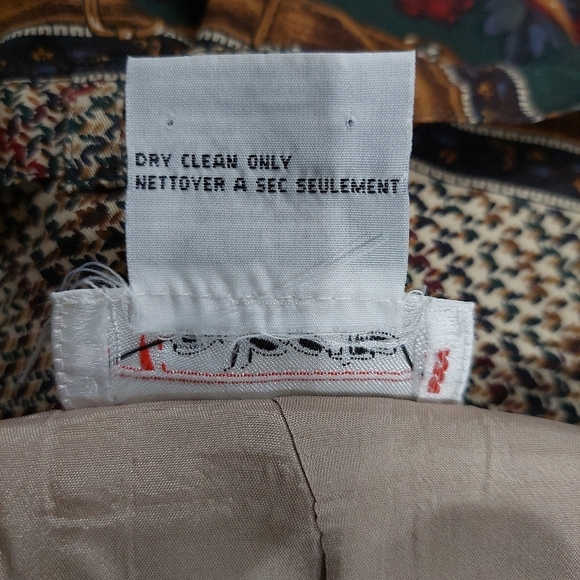 DRY CLEAN ONLY
NETTOYER A SEC SEULEMENT